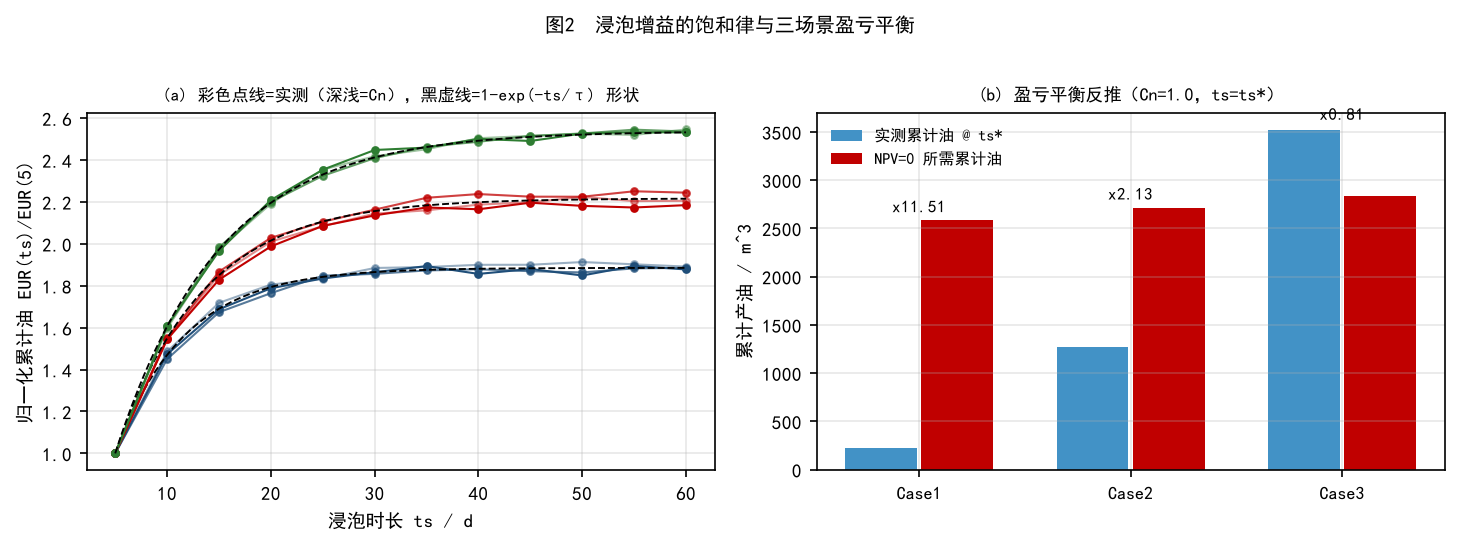 图2  浸泡增益的饱和律与三场景盈亏平衡
(a) 彩色点线=实测（深浅=Cn），黑虚线=1-exp(-ts/τ) 形状
归一化累计油 EUR(ts)/EUR(5)
2.6
2.4
2.2
2.0
1.8
1.6
1.4
1.2
1.0
10 20 30 40 50 60
浸泡时长 ts / d
(b) 盈亏平衡反推（Cn=1.0, ts=ts*）
实测累计油 @ ts*
NPV=0 所需累计油
x11.51
x2.13
x0.81
累计产油 / m^3
3500
3000
2500
2000
1500
1000
500
0
Case1 Case2 Case3